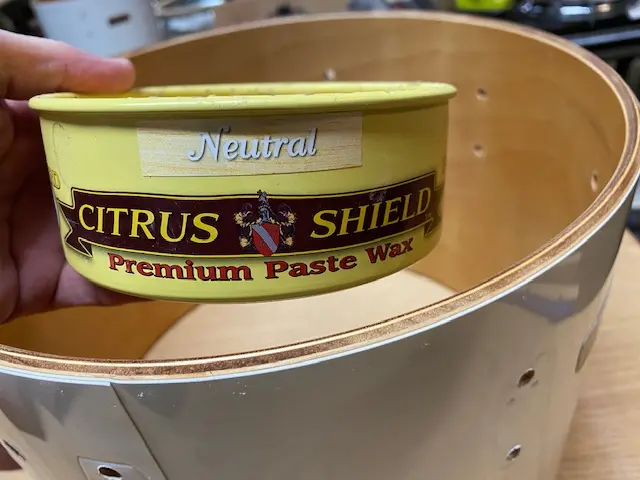 Neutral
CITRUS SHIELD
Premium Paste Wax